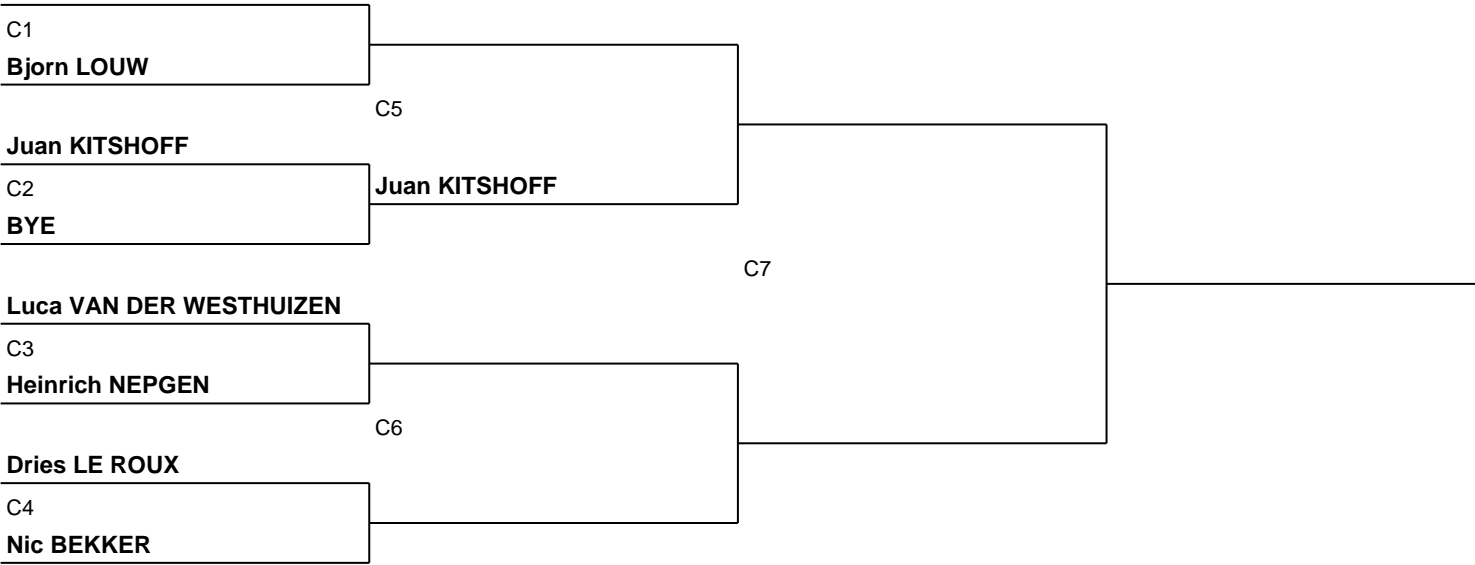 C1
Bjorn LOUW
C5
Juan KITSHOFF
C2
Juan KITSHOFF
BYE
C7
Luca VAN DER WESTHUIZEN
C3
Heinrich NEPGEN
C6
Dries LE ROUX
C4
Nic BEKKER